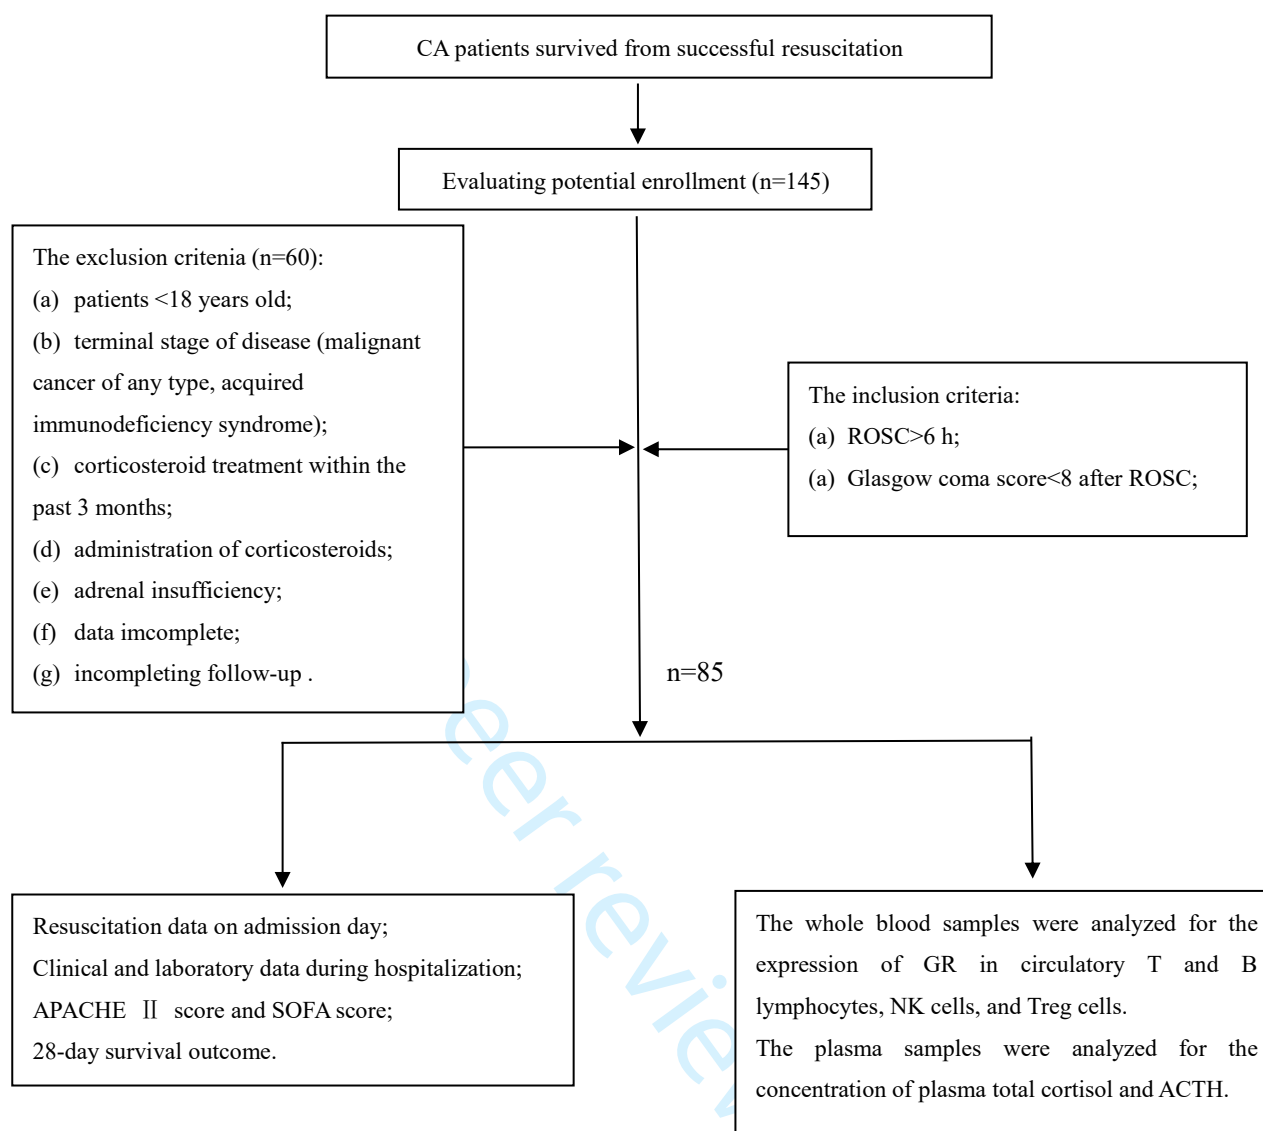 CA patients survived from successful resuscitation
Evaluating potential enrollment (n=145)
The exclusion critenia (n=60):
(a) patients <18 years old;
(b) terminal stage of disease (malignant
cancer of any type, acquired
immunodeficiency syndrome);
(c) corticosteroid treatment within the
past 3 months;
(d) administration of corticosteroids;
(e) adrenal insufficiency;
(f) data imcomplete;
(g) incompleting follow-up .
The inclusion criteria:
(a) ROSC>6 h;
(a) Glasgow coma score<8 after ROSC;
n=85
Resuscitation data on admission day;
Clinical and laboratory data during hospitalization;
APACHE Ⅱ score and SOFA score;
28-day survival outcome.
The whole blood samples were analyzed for the
expression of GR in circulatory T and B
lymphocytes, NK cells, and Treg cells.
The plasma samples were analyzed for the
concentration of plasma total cortisol and ACTH.
eer review